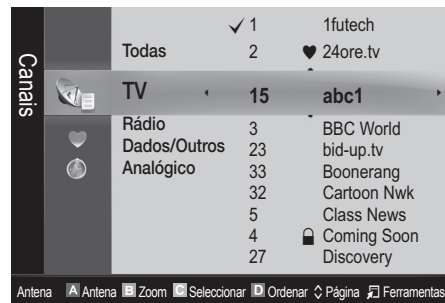 Canais
✓ 1 1futech
Todas 2 ♥ 24ore.tv
TV 15 abc1
Rádio 3 BBC World
Dados/Outros 23 bid-up.tv
Analógico 33 Boonerang
32 Cartoon Nwk
5 Class News
4 Coming Soon
27 Discovery
Antena A Antena B Zoom C Seleccionar D Ordenar Página Ferramentas